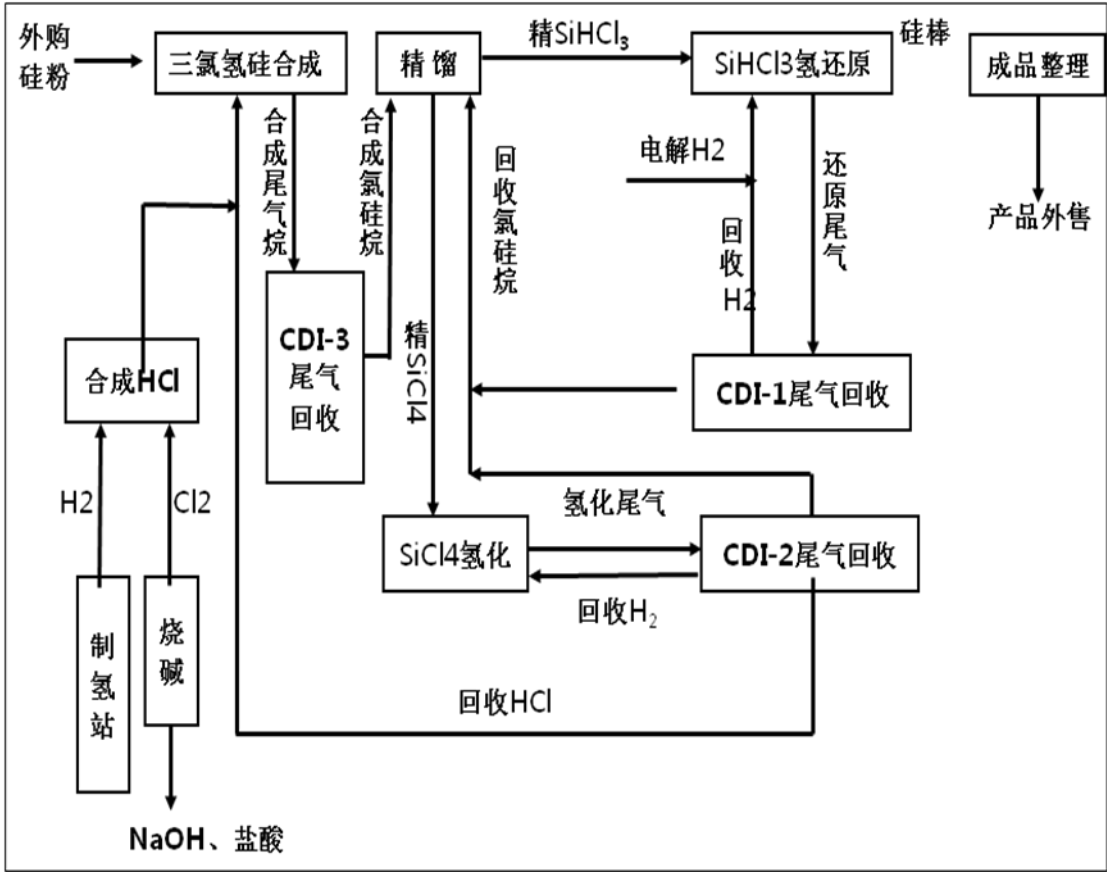 外购
硅粉
三氯氢硅合成
精 馏
精SiHCl₃
SiHCl3氢还原
硅棒
成品整理
合成尾气烷
合成氯硅烷
回收氯硅烷
电解H2
回收H2
还原尾气
产品外售
合成HCl
CDI-3
尾气
回收
精SiCl4
CDI-1尾气回收
H2
Cl2
氢化尾气
SiCl4氢化
CDI-2尾气回收
回收H₂
制氢站
烧碱
回收HCl
NaOH、盐酸